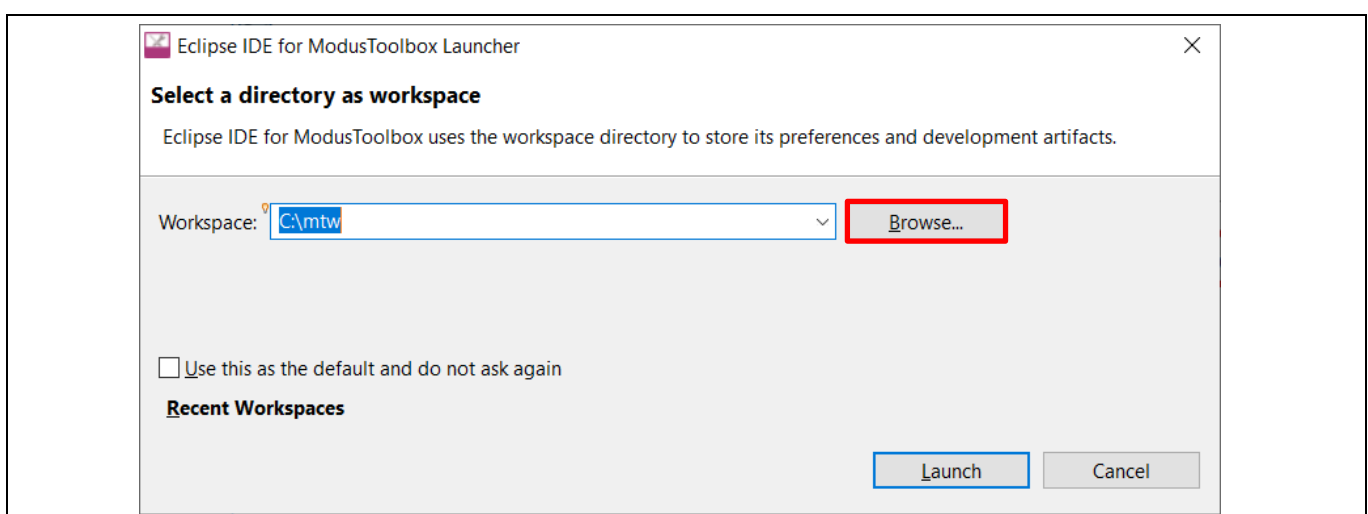 Eclipse IDE for ModusToolbox Launcher
Select a directory as workspace
Eclipse IDE for ModusToolbox uses the workspace directory to store its preferences and development artifacts.
Workspace: C:\mtw Browse...
Use this as the default and do not ask again
Recent Workspaces
Launch Cancel